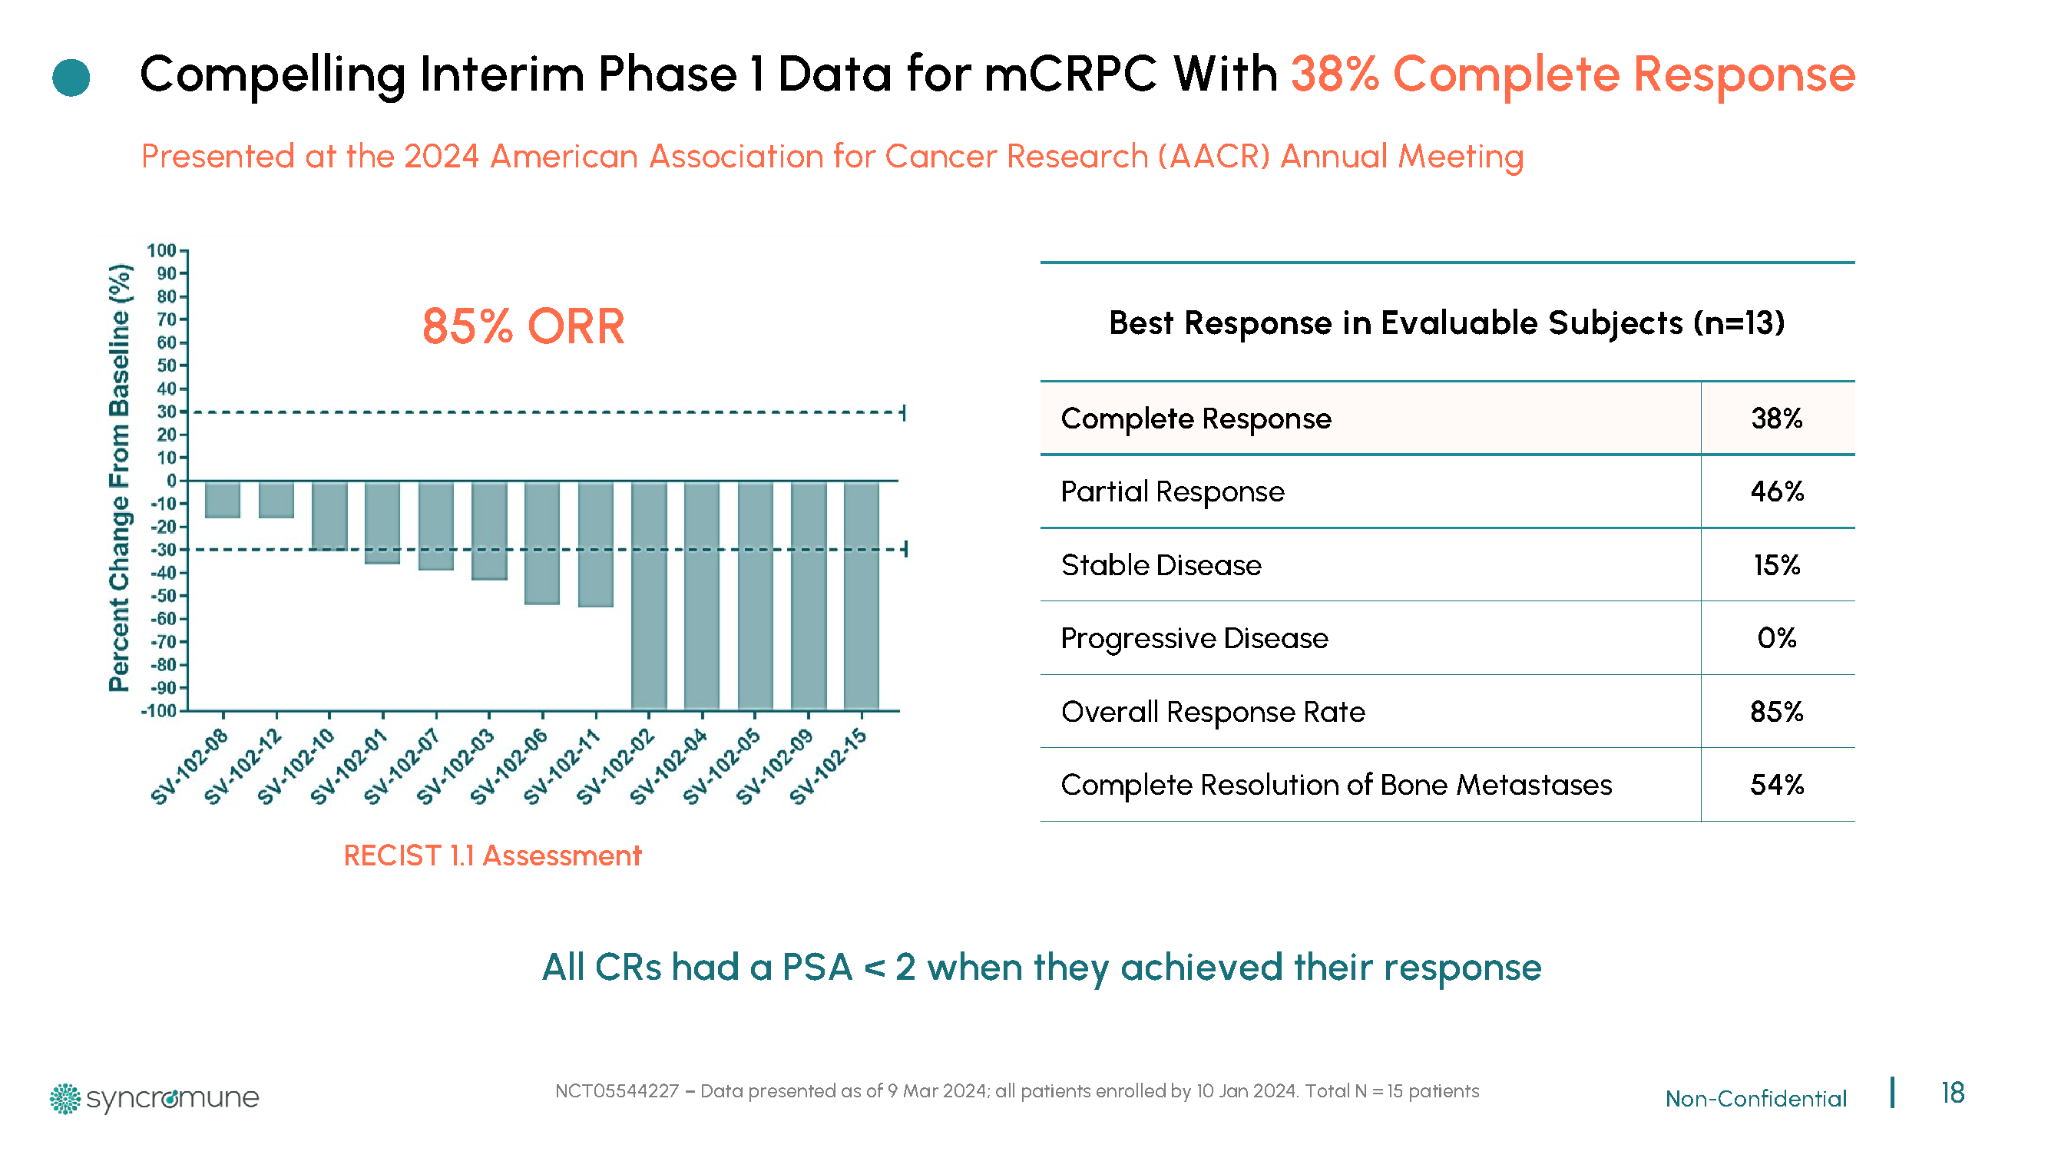 Compelling Interim Phase 1 Data for mCRPC With 38% Complete Response
Presented at the 2024 American Association for Cancer Research (AACR) Annual Meeting
Percent Change From Baseline (%)
100
90
80
70
60
50
40
30
20
10
0
-10
-20
-30
-40
-50
-60
-70
-80
-90
-100
85% ORR
SV-102-08
SV-102-12
SV-102-10
SV-102-01
SV-102-07
SV-102-03
SV-102-06
SV-102-11
SV-102-02
SV-102-04
SV-102-05
SV-102-09
SV-102-15
RECIST 1.1 Assessment
Best Response in Evaluable Subjects (n=13)
Complete Response 38%
Partial Response 46%
Stable Disease 15%
Progressive Disease 0%
Overall Response Rate 85%
Complete Resolution of Bone Metastases 54%
All CRs had a PSA < 2 when they achieved their response
syncromune
NCT05544227 – Data presented as of 9 Mar 2024; all patients enrolled by 10 Jan 2024. Total N = 15 patients
Non-Confidential
18